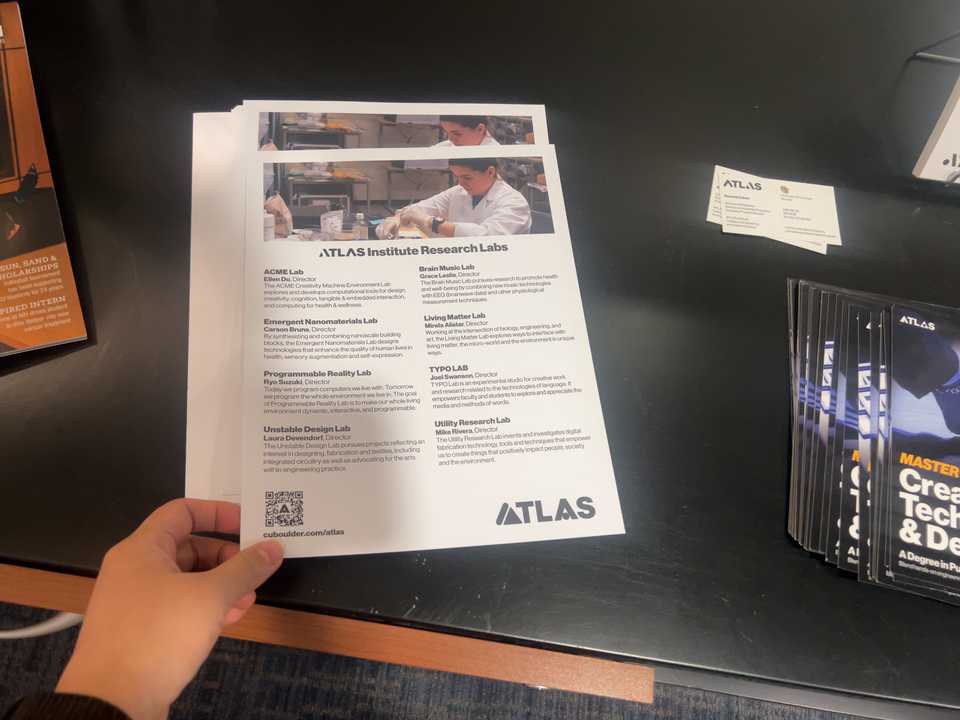 ATLAS Institute Research Labs
ACME Lab
Ellen Do, Director
The ACME Creativity Machine Environment Lab
explores and develops computational tools for design,
creativity, cognition, tangible & embedded interaction,
and computing for health & wellness.
Emergent Nanomaterials Lab
Carson Bruns, Director
By synthesizing and combining nanoscale building
blocks, the Emergent Nanomaterials Lab designs
technologies that enhance the quality of human lives in
health, sensory augmentation and self-expression.
Programmable Reality Lab
Ryo Suzuki, Director
Today we program computers we live with. Tomorrow
we program the whole environment we live in. The goal
of Programmable Reality Lab is to make our whole living
environment dynamic, interactive, and programmable.
Unstable Design Lab
Laura Devendorf, Director
The Unstable Design Lab pursues projects reflecting an
interest in designing, fabrication and textiles, including
integrated circuitry as well as advocating for the arts
within engineering practice.
Brain Music Lab
Grace Leslie, Director
The Brain Music Lab pursues research to promote health
and well-being by combining new music technologies
with EEG (brainwave data) and other physiological
measurement techniques.
Living Matter Lab
Mirela Alistar, Director
Working at the intersection of biology, engineering, and
art, the Living Matter Lab explores ways to interface with
living matter, the micro-world and the environment in unique
ways.
TYPO LAB
Joel Swanson, Director
TYPO Lab is an experimental studio for creative work
and research related to the technologies of language. It
empowers faculty and students to explore and appreciate the
media and methods of words.
Utility Research Lab
Mike Rivera, Director
The Utility Research Lab invents and investigates digital
fabrication technology, tools and techniques that empower
us to create things that positively impact people, society
and the environment.
cuboulder.com/atlas
ATLAS
SUN, SAND &
HOLARSHIPS
PIRED INTERN
ATLAS
ATLAS
MASTER
Crea
Tech
& De
A Degree in Pu